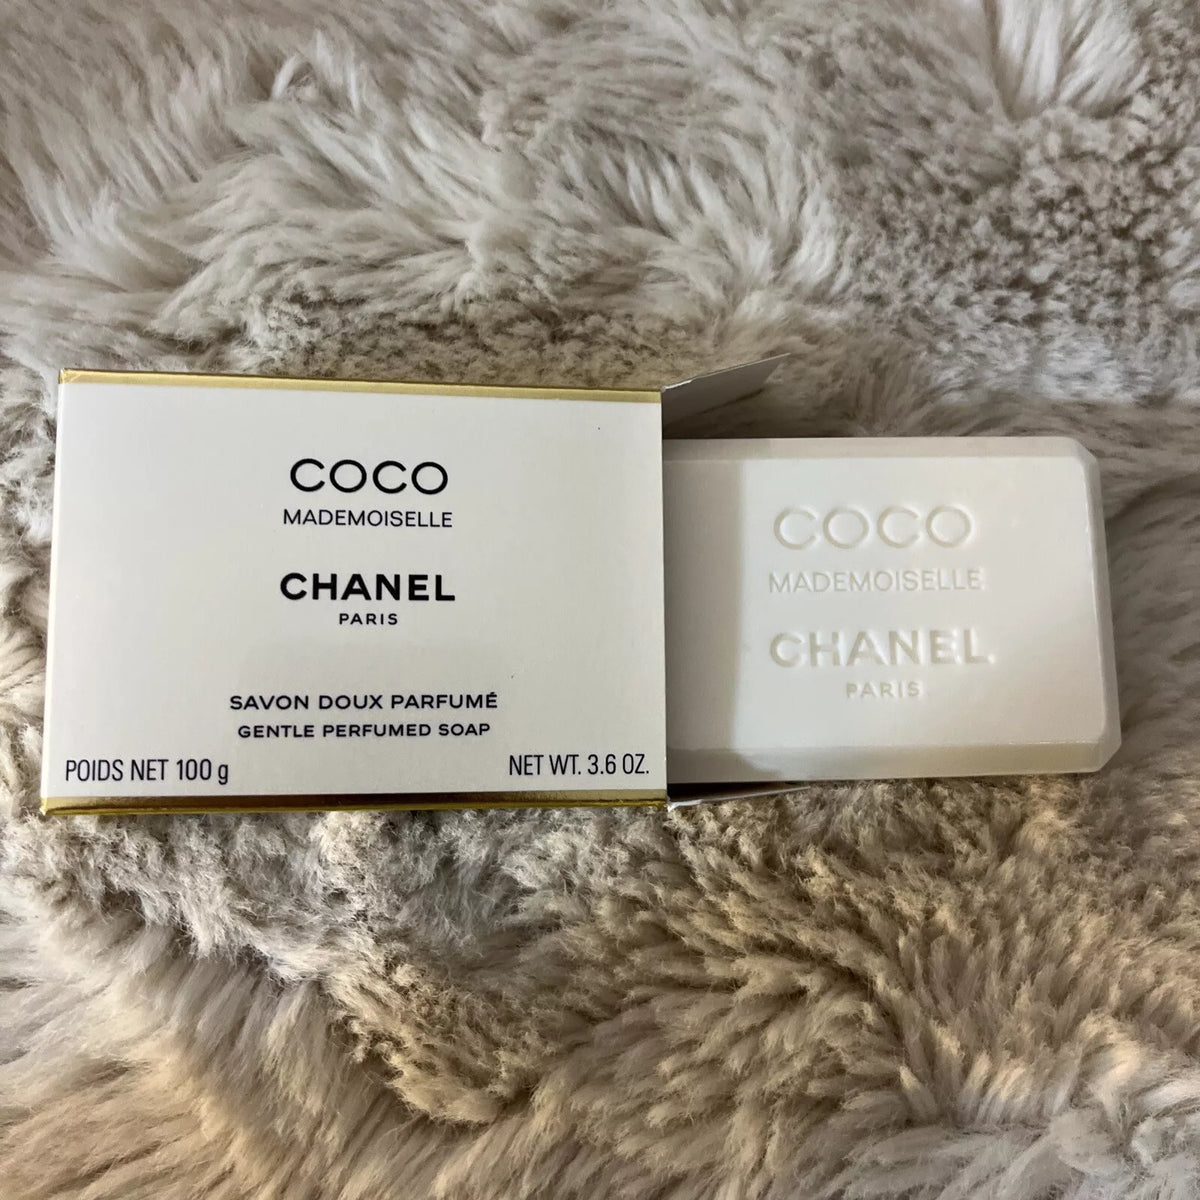 COCO
MADEMOISELLE
CHANEL
PARIS
SAVON DOUX PARFUMÉ
GENTLE PERFUMED SOAP
POIDS NET 100 g
NET WT. 3.6 OZ.
COCO
MADEMOISELLE
CHANEL
PARIS